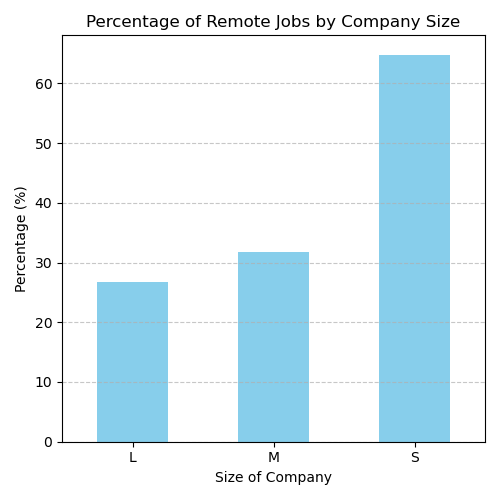 Percentage of Remote Jobs by Company Size
Percentage (%)
60
50
40
30
20
10
0
L M S
Size of Company